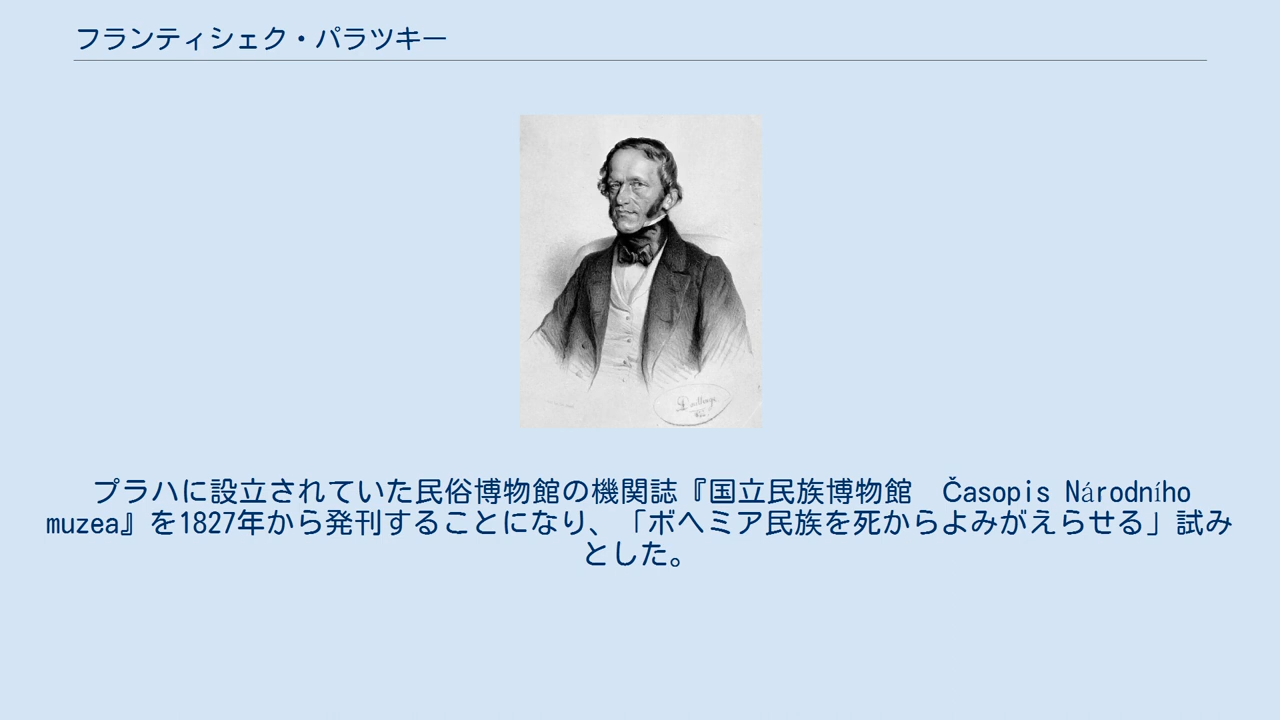 フランティシェク・パラツキー
プラハに設立されていた民俗博物館の機関誌『国立民族博物館　Časopis Národního
muzea』を1827年から発刊することになり、「ボヘミア民族を死からよみがえらせる」試み
とした。